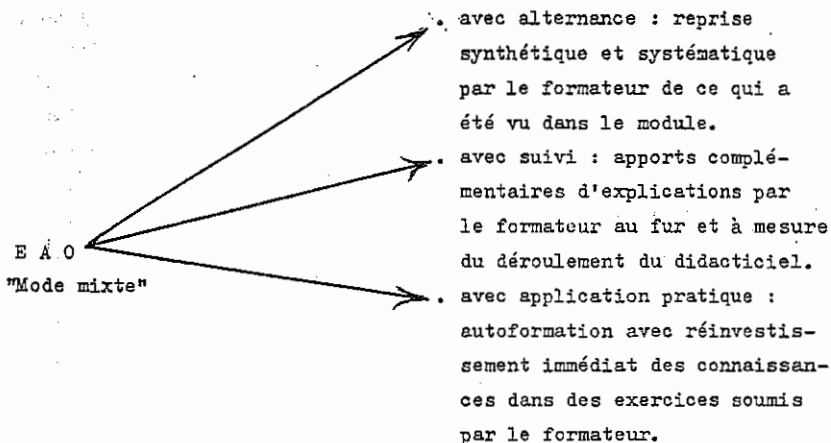 . avec alternance : reprise
synthétique et systématique
par le formateur de ce qui a
été vu dans le module.
. avec suivi : apports complé-
mentaires d'explications par
le formateur au fur et à mesure
du déroulement du didacticiel.
E A O
"Mode mixte"
. avec application pratique :
autoformation avec réinvestis-
sement immédiat des connaissan-
ces dans des exercices soumis
par le formateur.